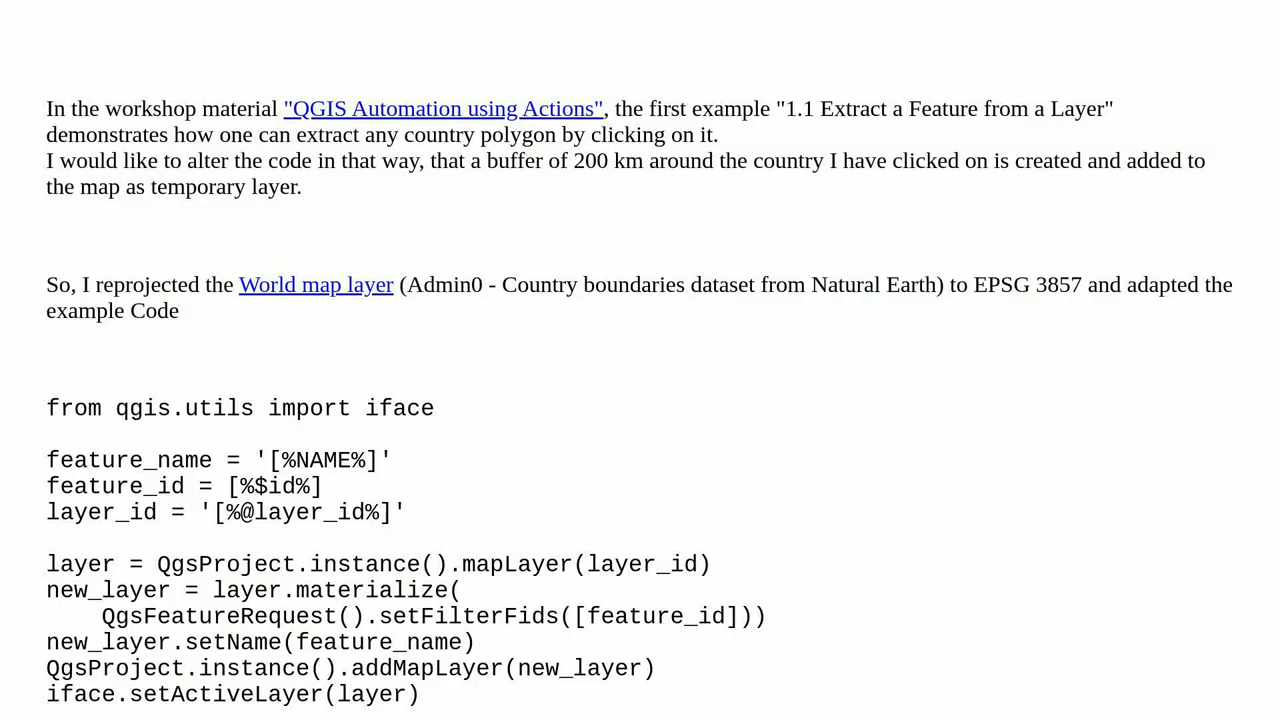 In the workshop material "QGIS Automation using Actions", the first example "1.1 Extract a Feature from a Layer"
demonstrates how one can extract any country polygon by clicking on it.
I would like to alter the code in that way, that a buffer of 200 km around the country I have clicked on is created and added to
the map as temporary layer.
So, I reprojected the World map layer (Admin0 - Country boundaries dataset from Natural Earth) to EPSG 3857 and adapted the
example Code
from qgis.utils import iface
feature_name = '[%NAME%]'
feature_id = [%$id%]
layer_id = '[%@layer_id%]'
layer = QgsProject.instance().mapLayer(layer_id)
new_layer = layer.materialize(
    QgsFeatureRequest().setFilterFids([feature_id]))
new_layer.setName(feature_name)
QgsProject.instance().addMapLayer(new_layer)
iface.setActiveLayer(layer)